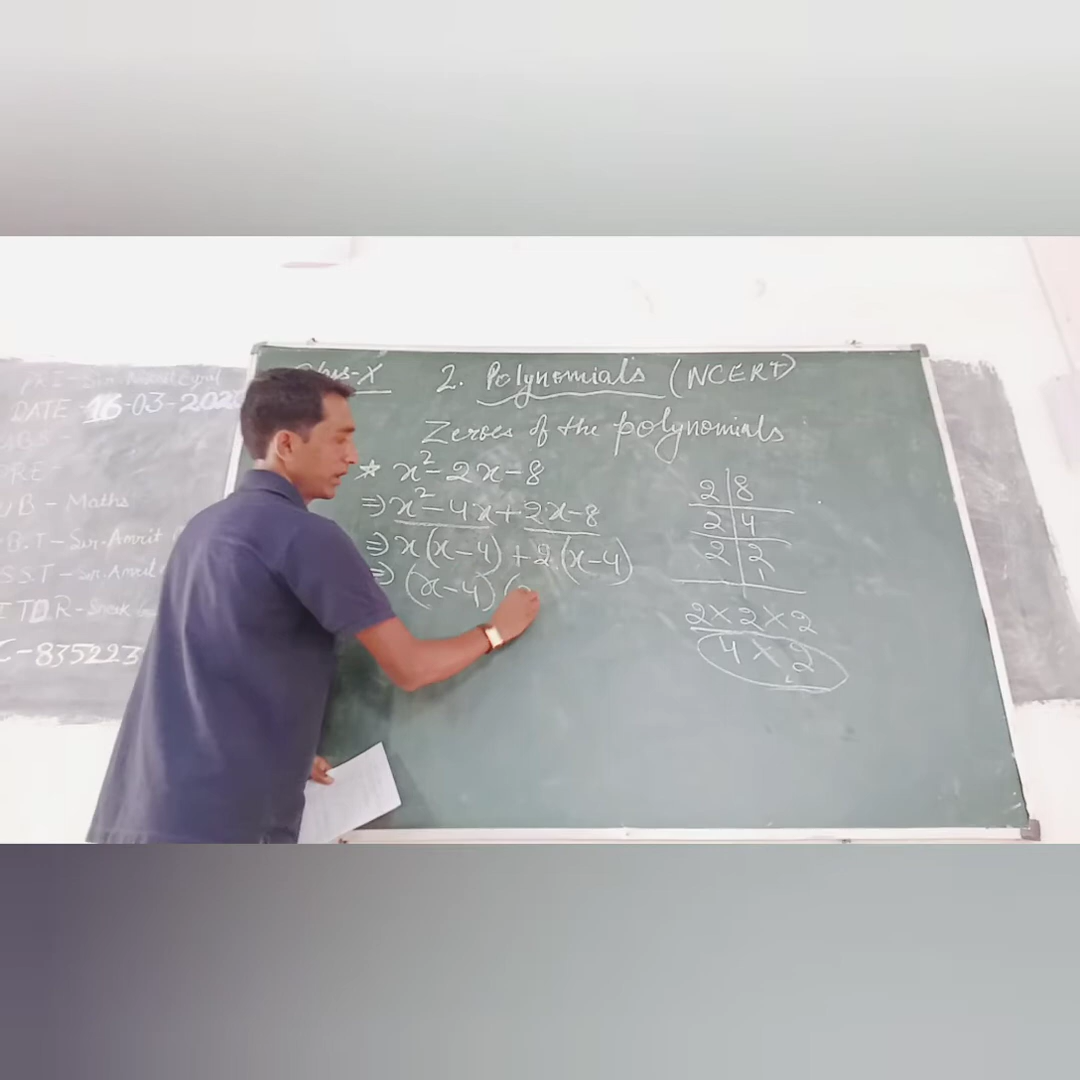 Class-X
2. Polynomials (NCERT)
Zeroes of the polynomials
* x² - 2x - 8
⇒ x² - 4x + 2x - 8
⇒ x(x-4) + 2(x-4)
⇒ (x-4)(
2 | 8
2 | 4
2 | 2
1
2×2×2
4×2
DATE - 16-03-202
- Maths
-835223